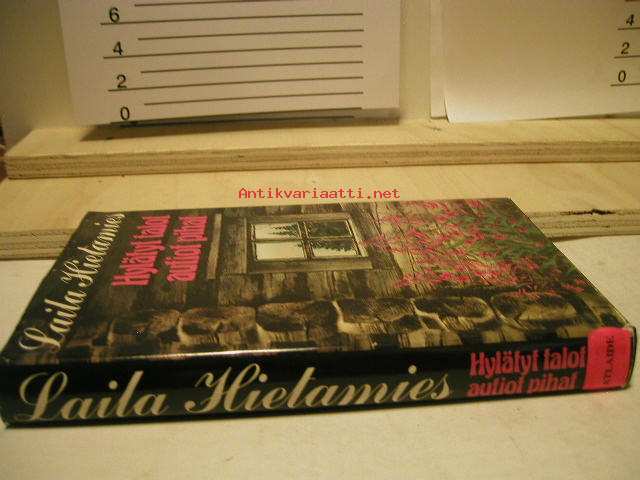 6
4
2
0
4
2
0
Antikvariaatti.net
Laila Hietamies
Hylätyt talot
autiot pihat
Laila Hietamies
Hylätyt talot
autiot pihat